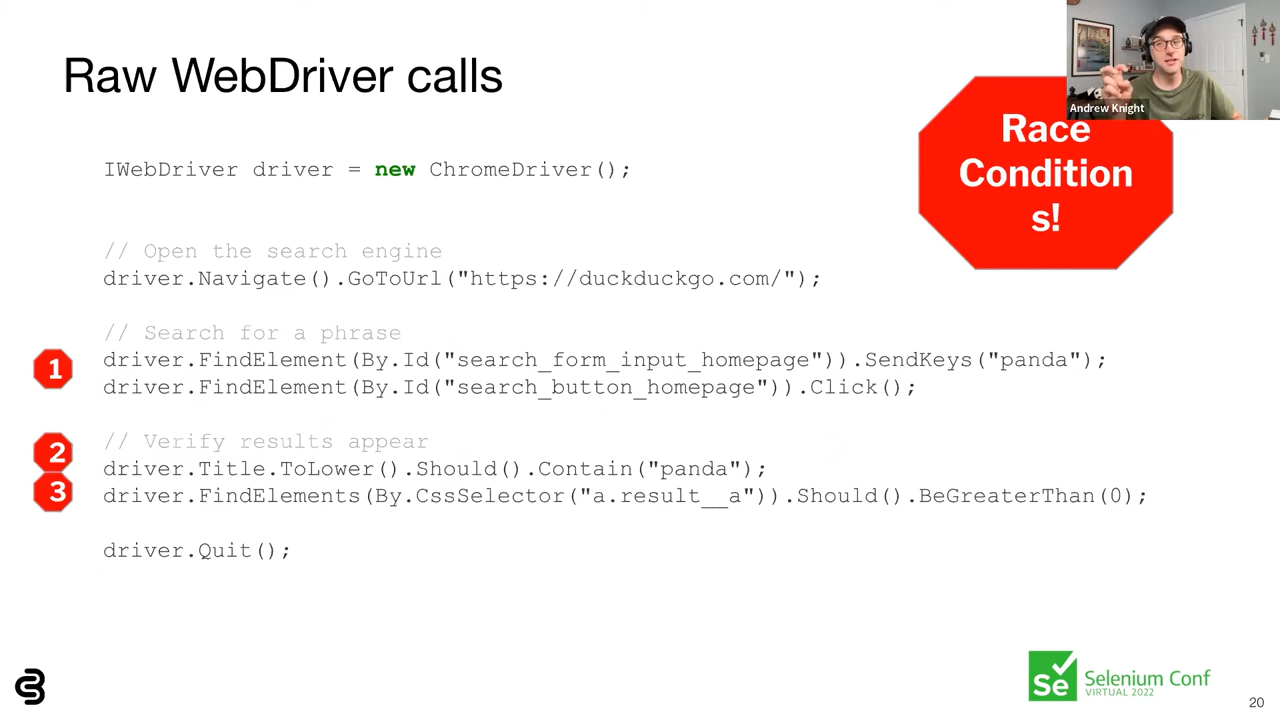 Raw WebDriver calls
Andrew Knight
Race
Condition
s!
IWebDriver driver = new ChromeDriver();
// Open the search engine
driver.Navigate().GoToUrl("https://duckduckgo.com/");
// Search for a phrase
1
driver.FindElement(By.Id("search_form_input_homepage")).SendKeys("panda");
driver.FindElement(By.Id("search_button_homepage")).Click();
// Verify results appear
2
driver.Title.ToLower().Should().Contain("panda");
3
driver.FindElements(By.CssSelector("a.result__a")).Should().BeGreaterThan(0);
driver.Quit();
Se
Selenium Conf
VIRTUAL 2022
20